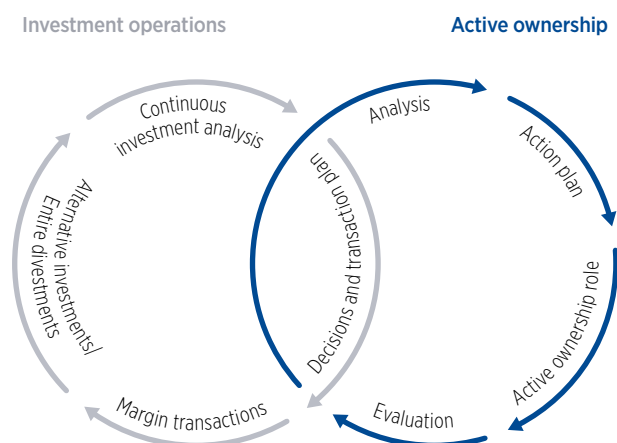 Investment operations
Active ownership
Continuous
investment analysis
Analysis
Action plan
Decisions and transaction plan
Alternative investments/
Entire divestments
Active ownership role
Margin transactions
Evaluation